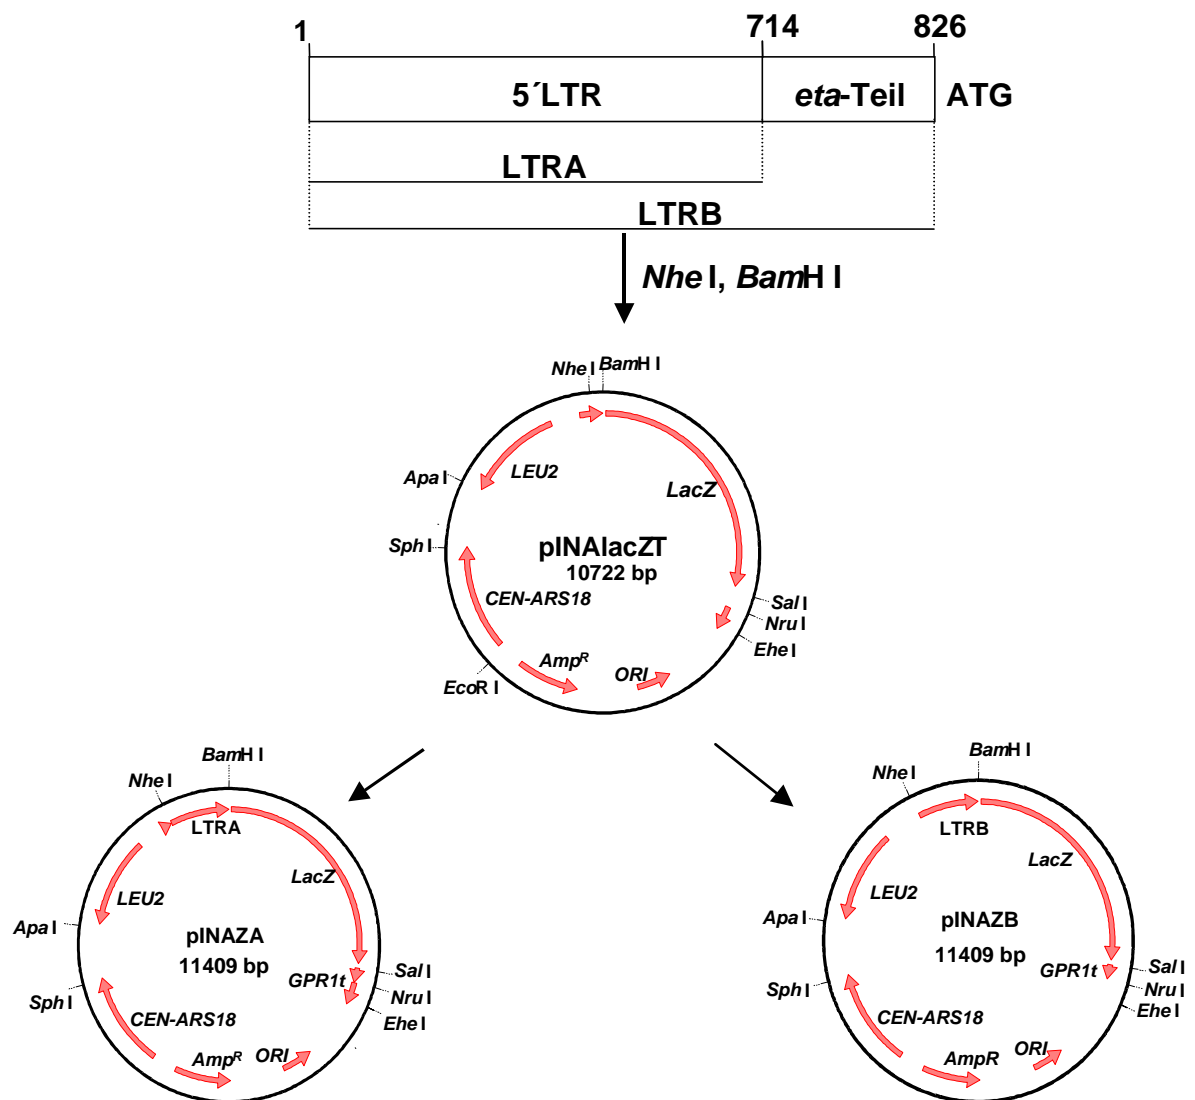 1 714 826
5´LTR eta-Teil ATG
LTRA
LTRB
Nhe I, BamH I
Nhe I BamH I
Apa I LEU2 LacZ
Sph I pINAlacZT
10722 bp
CEN-ARS18
Sal I
Nru I
Ehe I
EcoR I AmpR ORI
BamH I
Nhe I
LTRA
LacZ
LEU2
Apa I
pINAZA
11409 bp
GPR1t
Sal I
Nru I
Ehe I
Sph I
CEN-ARS18
AmpR ORI
BamH I
Nhe I
LTRB
LacZ
LEU2
Apa I
pINAZB
11409 bp
GPR1t
Sal I
Nru I
Ehe I
Sph I
CEN-ARS18
AmpR ORI